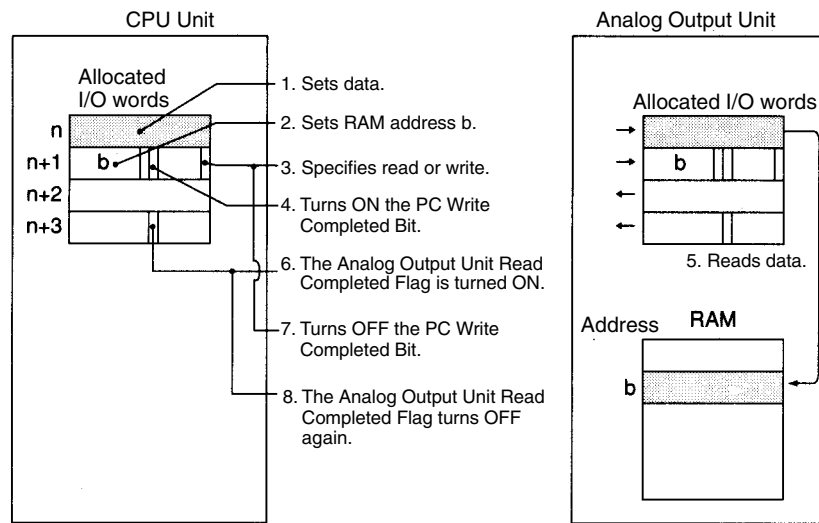 CPU Unit
Allocated
I/O words
n
n+1
b
n+2
n+3
1. Sets data.
2. Sets RAM address b.
3. Specifies read or write.
4. Turns ON the PC Write
Completed Bit.
6. The Analog Output Unit Read
Completed Flag is turned ON.
7. Turns OFF the PC Write
Completed Bit.
8. The Analog Output Unit Read
Completed Flag turns OFF
again.
Analog Output Unit
Allocated I/O words
b
5. Reads data.
Address
RAM
b